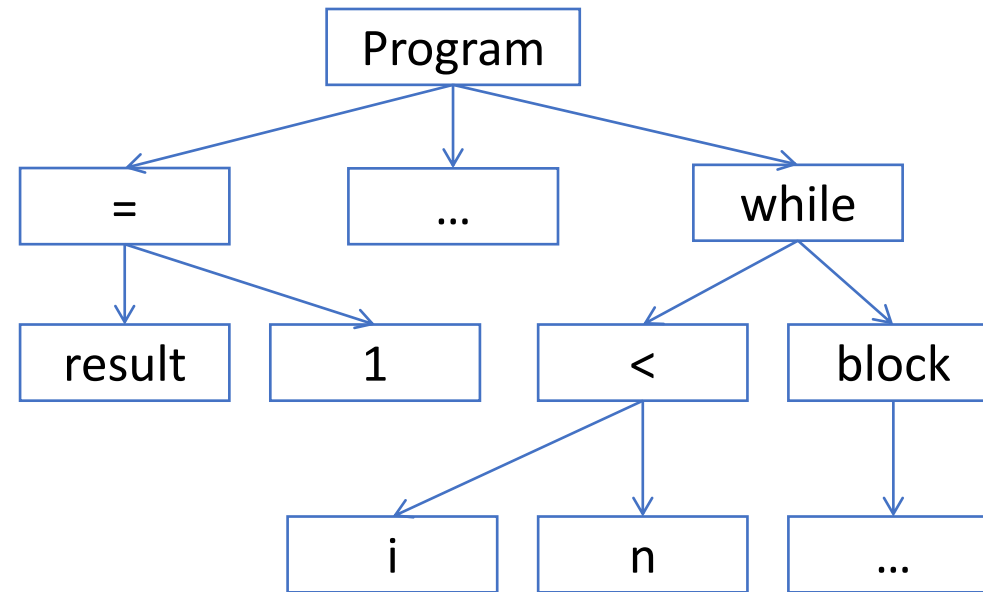 Program
=
...
while
result
1
<
block
i
n
...